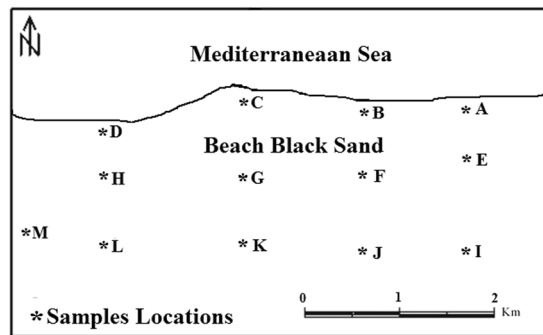 N
Mediterraneaan Sea
* C
* B
* A
* D
Beach Black Sand
* E
* H
* G
* F
* M
* L
* K
* J
* I
0 1 2
Km
* Samples Locations